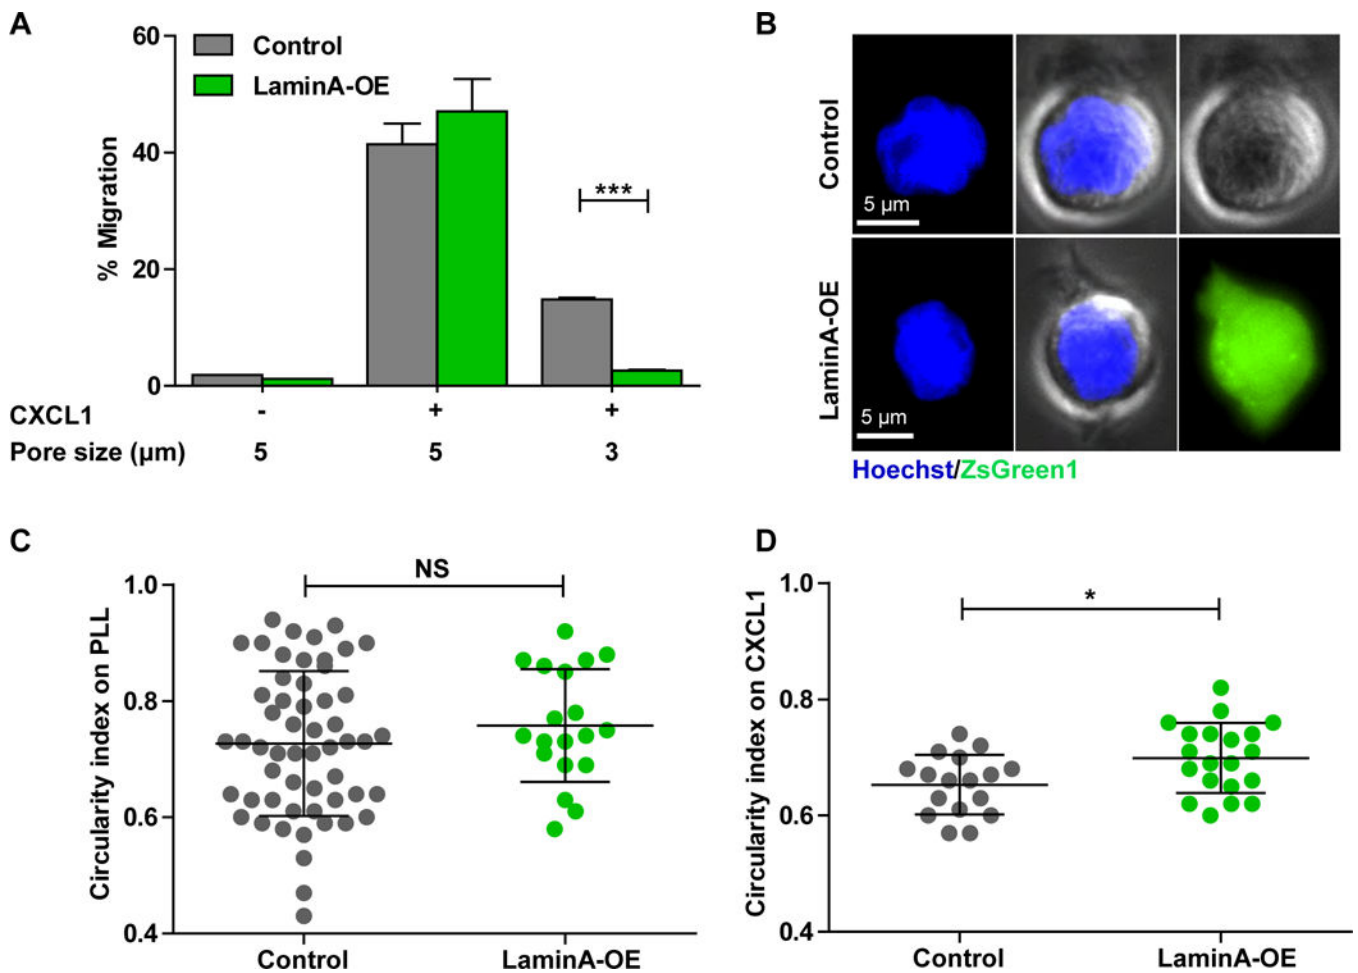 A
60
40
20
0
% Migration
Control
LaminA-OE
***
CXCL1 - + +
Pore size (µm) 5 5 3
B
Control
5 µm
LaminA-OE
5 µm
Hoechst/ZsGreen1
C
NS
1.0
0.8
0.6
0.4
Circularity index on PLL
Control LaminA-OE
D
*
1.0
0.8
0.6
0.4
Circularity index on CXCL1
Control LaminA-OE